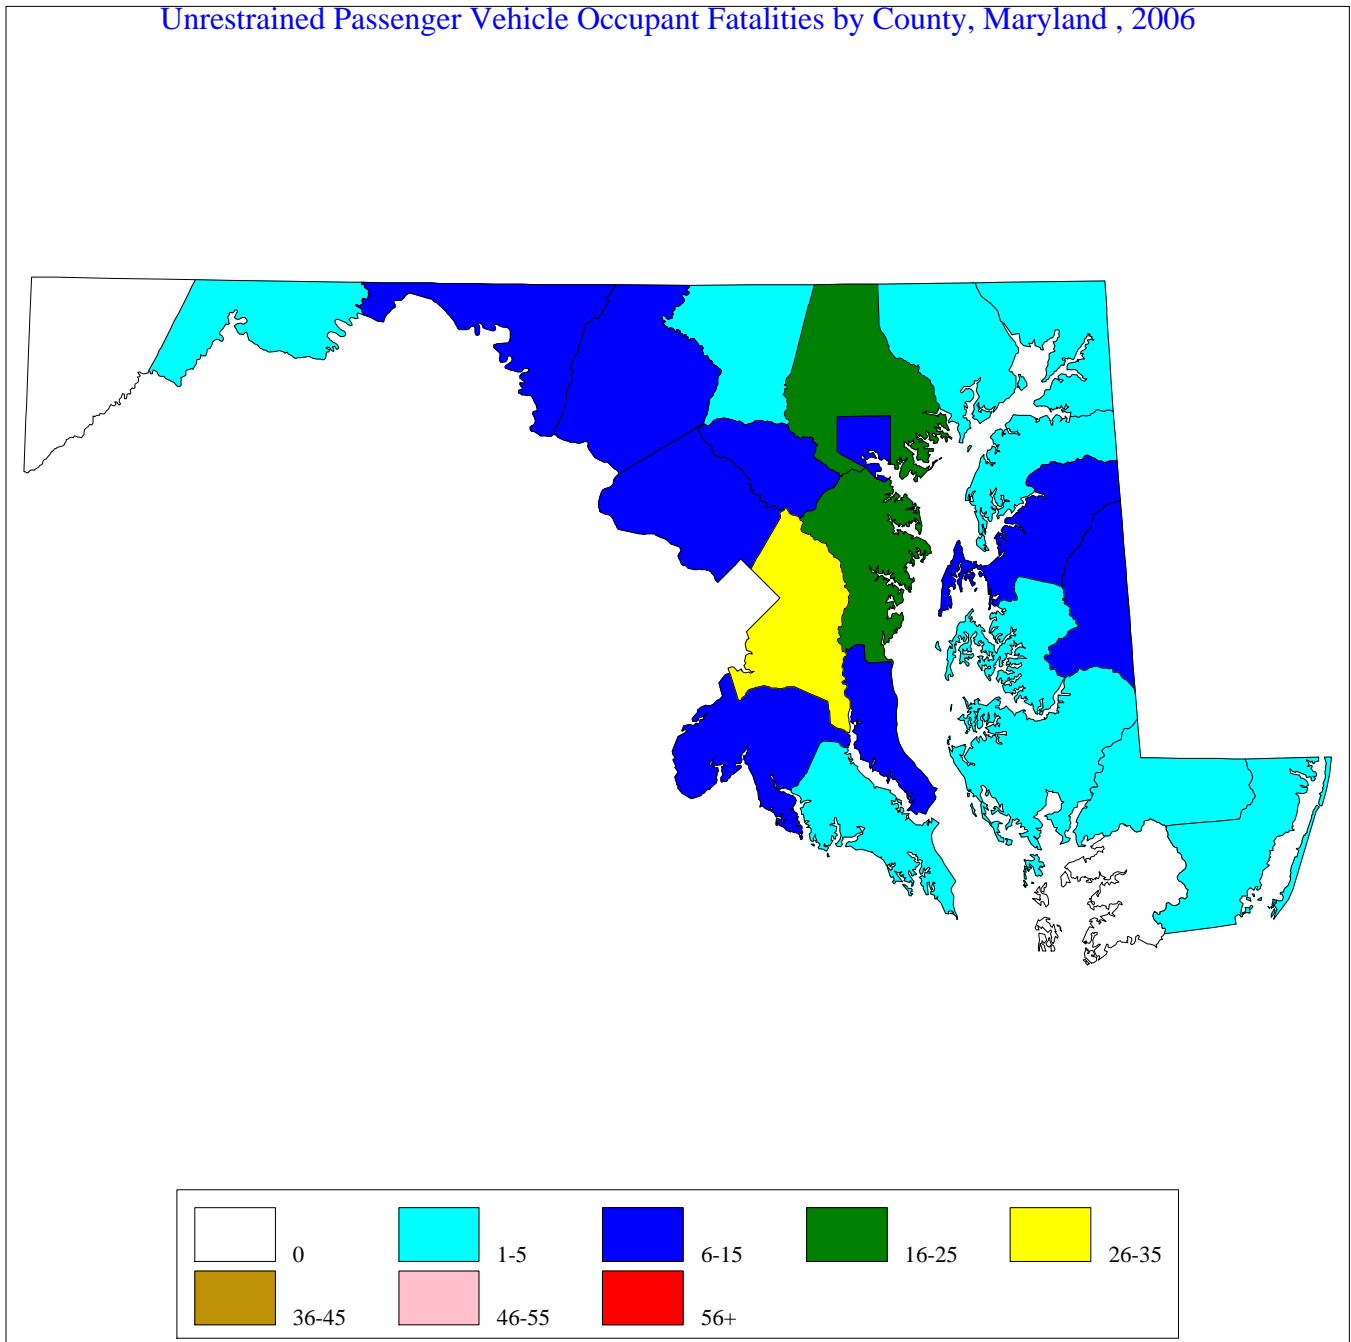 Unrestrained Passenger Vehicle Occupant Fatalities by County, Maryland , 2006
0 1-5 6-15 16-25 26-35
36-45 46-55 56+